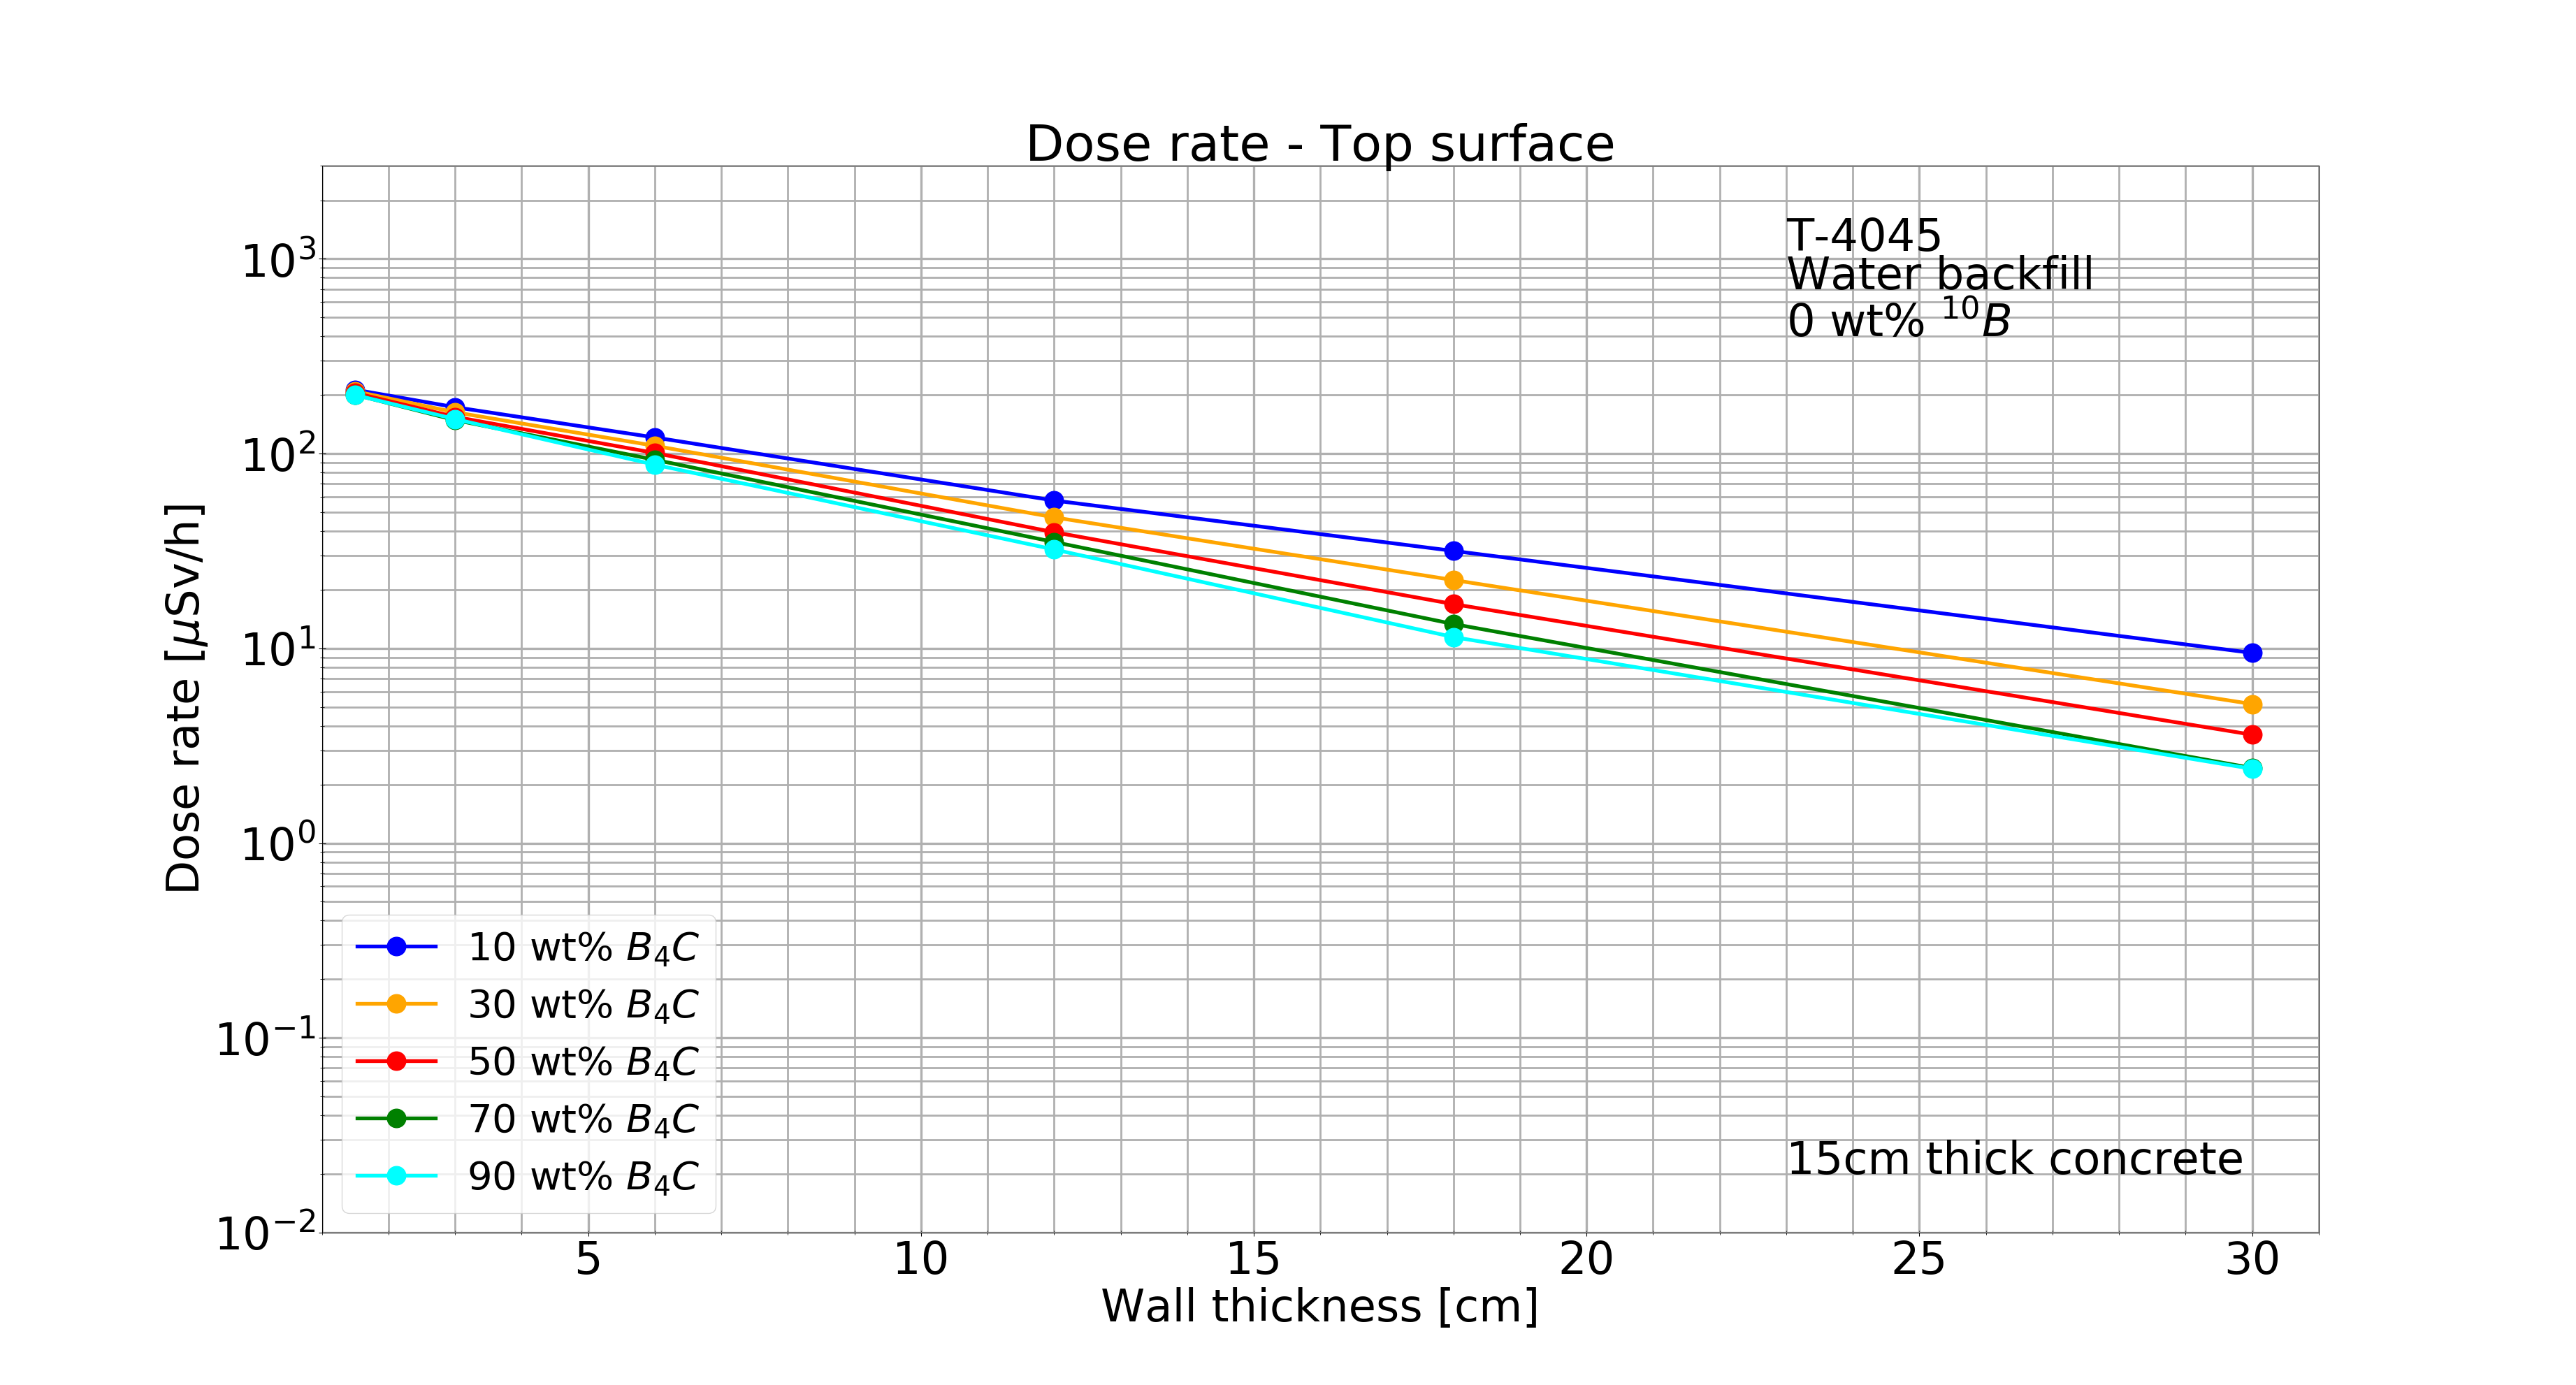 Dose rate - Top surface
T-4045
Water backfill
0 wt% ¹⁰B
10³
10²
10¹
10⁰
10⁻¹
10⁻²
Dose rate [μSv/h]
10 wt% B₄C
30 wt% B₄C
50 wt% B₄C
70 wt% B₄C
90 wt% B₄C
15cm thick concrete
5 10 15 20 25 30
Wall thickness [cm]